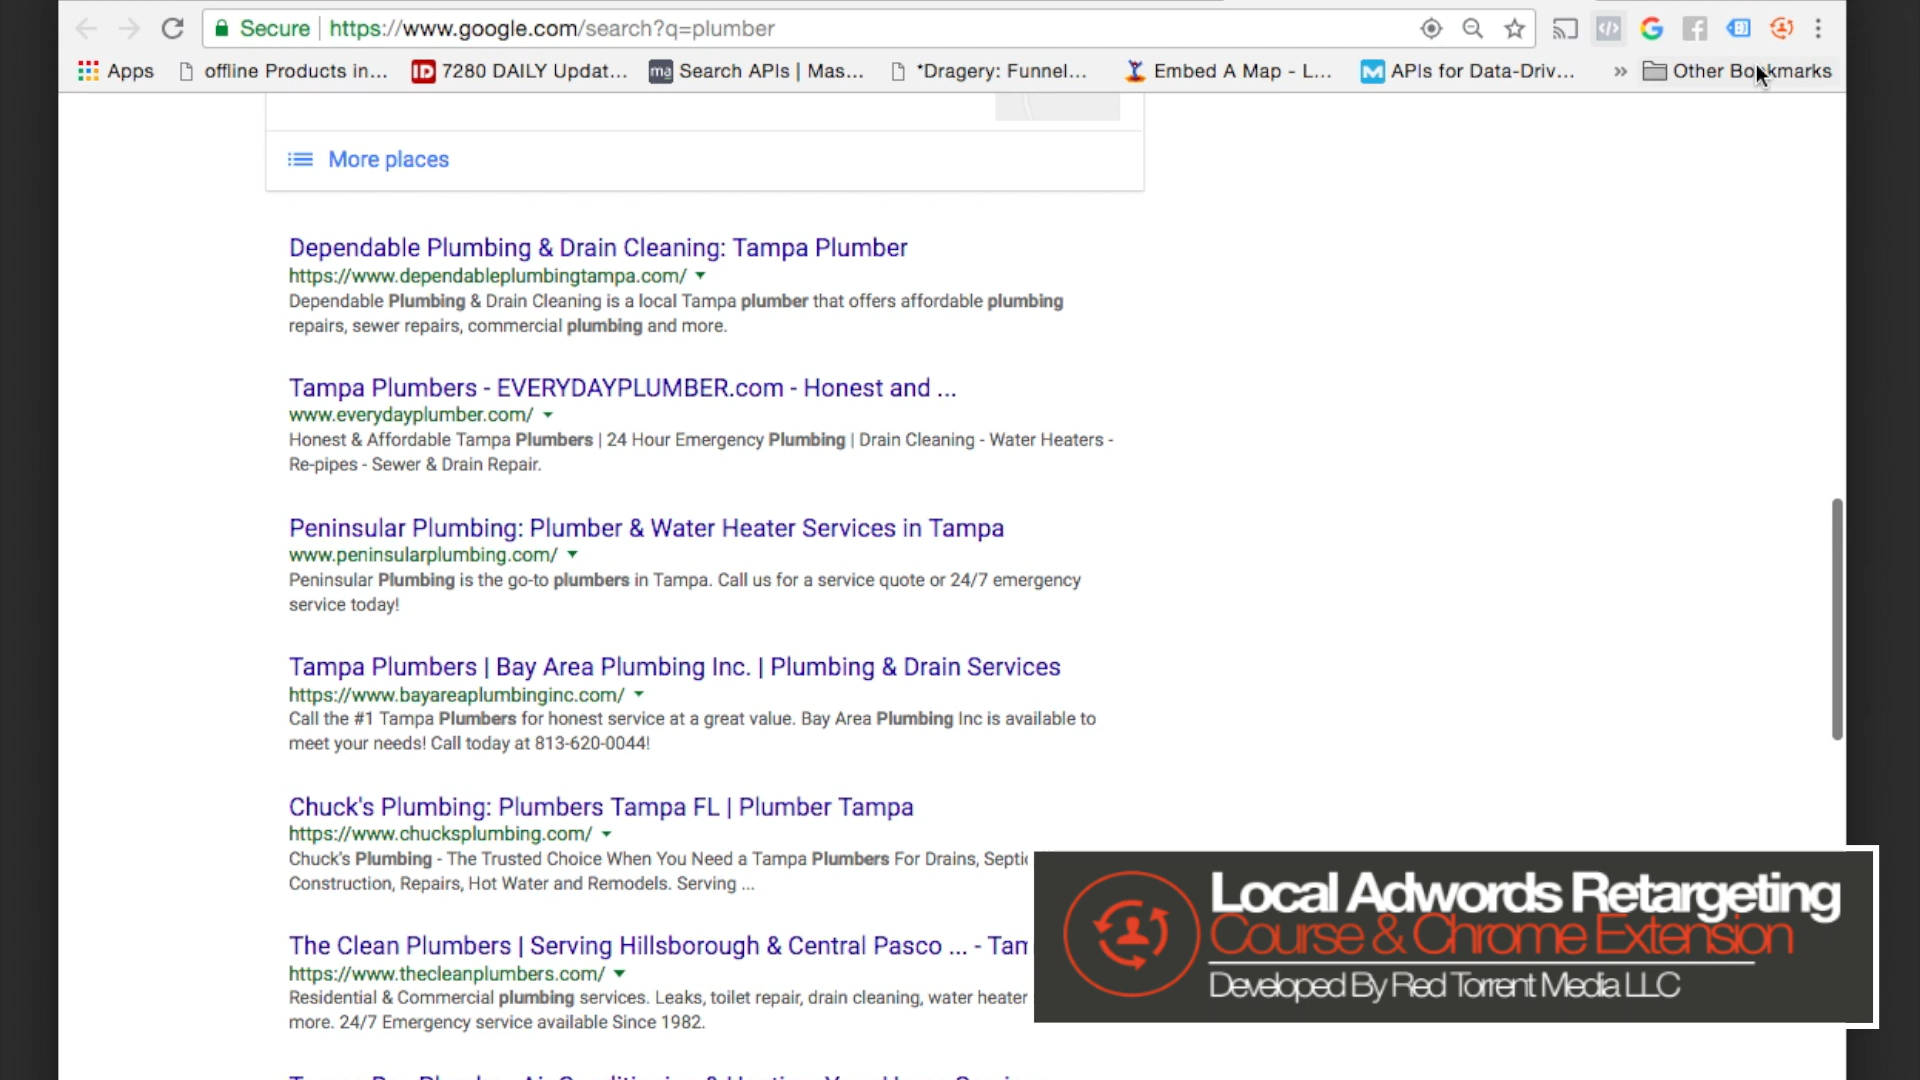 Secure https://www.google.com/search?q=plumber
Apps offline Products in... ID 7280 DAILY Updat... ma Search APIs | Mas... *Dragery: Funnel... Embed A Map - L... M APIs for Data-Driv... » Other Bookmarks
More places
Dependable Plumbing & Drain Cleaning: Tampa Plumber
https://www.dependableplumbingtampa.com/
Dependable Plumbing & Drain Cleaning is a local Tampa plumber that offers affordable plumbing
repairs, sewer repairs, commercial plumbing and more.
Tampa Plumbers - EVERYDAYPLUMBER.com - Honest and ...
www.everydayplumber.com/
Honest & Affordable Tampa Plumbers | 24 Hour Emergency Plumbing | Drain Cleaning - Water Heaters -
Re-pipes - Sewer & Drain Repair.
Peninsular Plumbing: Plumber & Water Heater Services in Tampa
www.peninsularplumbing.com/
Peninsular Plumbing is the go-to plumbers in Tampa. Call us for a service quote or 24/7 emergency
service today!
Tampa Plumbers | Bay Area Plumbing Inc. | Plumbing & Drain Services
https://www.bayareaplumbinginc.com/
Call the #1 Tampa Plumbers for honest service at a great value. Bay Area Plumbing Inc is available to
meet your needs! Call today at 813-620-0044!
Chuck's Plumbing: Plumbers Tampa FL | Plumber Tampa
https://www.chucksplumbing.com/
Chuck's Plumbing - The Trusted Choice When You Need a Tampa Plumbers For Drains, Septi
Construction, Repairs, Hot Water and Remodels. Serving ...
The Clean Plumbers | Serving Hillsborough & Central Pasco ... - Tam
https://www.thecleanplumbers.com/
Residential & Commercial plumbing services. Leaks, toilet repair, drain cleaning, water heater
more. 24/7 Emergency service available Since 1982.
Local Adwords Retargeting
Course & Chrome Extension
Developed By Red Torrent Media LLC